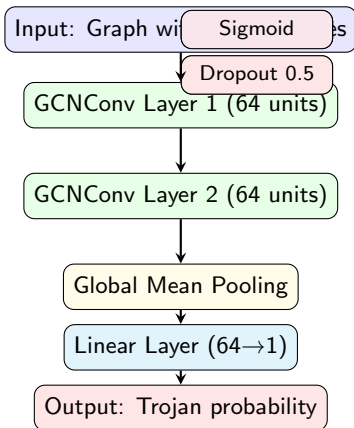 Input: Graph wi
es
Sigmoid
Dropout 0.5
GCNConv Layer 1 (64 units)
GCNConv Layer 2 (64 units)
Global Mean Pooling
Linear Layer (64→1)
Output: Trojan probability